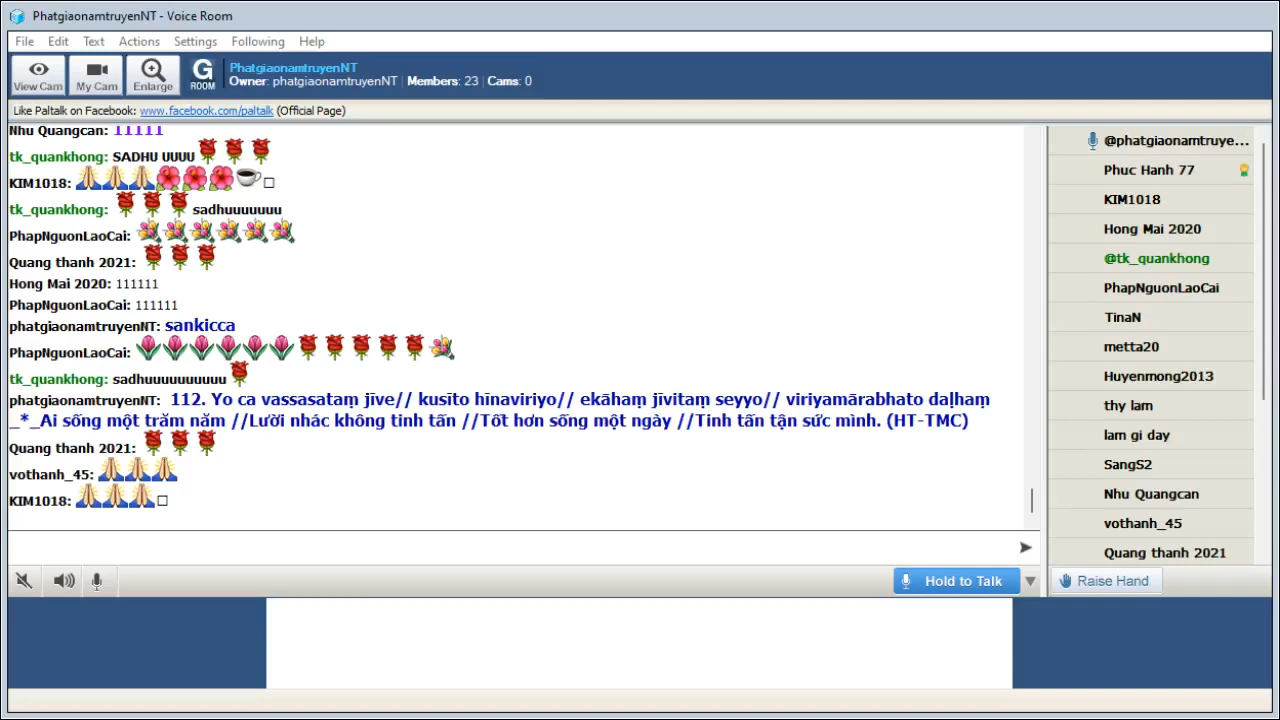 PhatgiaonamtruyenNT - Voice Room
File Edit Text Actions Settings Following Help
View Cam My Cam Enlarge G ROOM
PhatgiaonamtruyenNT
Owner: phatgiaonamtruyenNT | Members: 23 | Cams: 0
Like Paltalk on Facebook: www.facebook.com/paltalk (Official Page)
Nhu Quangcan: 11111
tk_quankhong: SADHU UUUU
KIM1018:
tk_quankhong: sadhuuuuuuu
PhapNguonLaoCai:
Quang thanh 2021:
Hong Mai 2020: 111111
PhapNguonLaoCai: 111111
phatgiaonamtruyenNT: sankicca
PhapNguonLaoCai:
tk_quankhong: sadhuuuuuuuuuu
phatgiaonamtruyenNT: 112. Yo ca vassasataṃ jīve// kusīto hīnaviriyo// ekāhaṃ jīvitaṃ seyyo// viriyamārabhato daḷhaṃ
_*_Ai sống một trăm năm //Lười nhác không tinh tấn //Tốt hơn sống một ngày //Tinh tấn tận sức mình. (HT-TMC)
Quang thanh 2021:
vothanh_45:
KIM1018:
@phatgiaonamtruye...
Phuc Hanh 77
KIM1018
Hong Mai 2020
@tk_quankhong
PhapNguonLaoCai
TinaN
metta20
Huyenmong2013
thy lam
lam gi day
SangS2
Nhu Quangcan
vothanh_45
Quang thanh 2021
Hold to Talk
Raise Hand